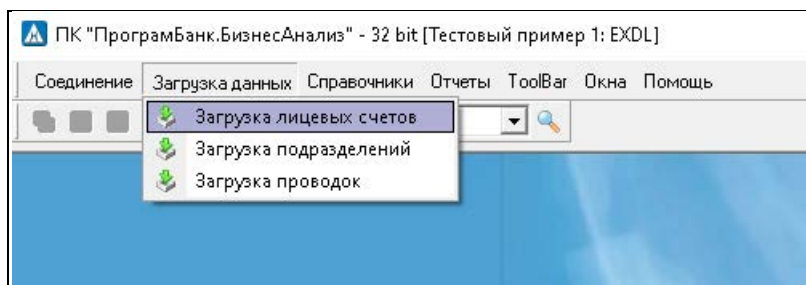 ПК "ПрограмБанк.БизнесАнализ" - 32 bit [Тестовый пример 1: EXDL]
Соединение Загрузка данных Справочники Отчеты ToolBar Окна Помощь
Загрузка лицевых счетов
Загрузка подразделений
Загрузка проводок